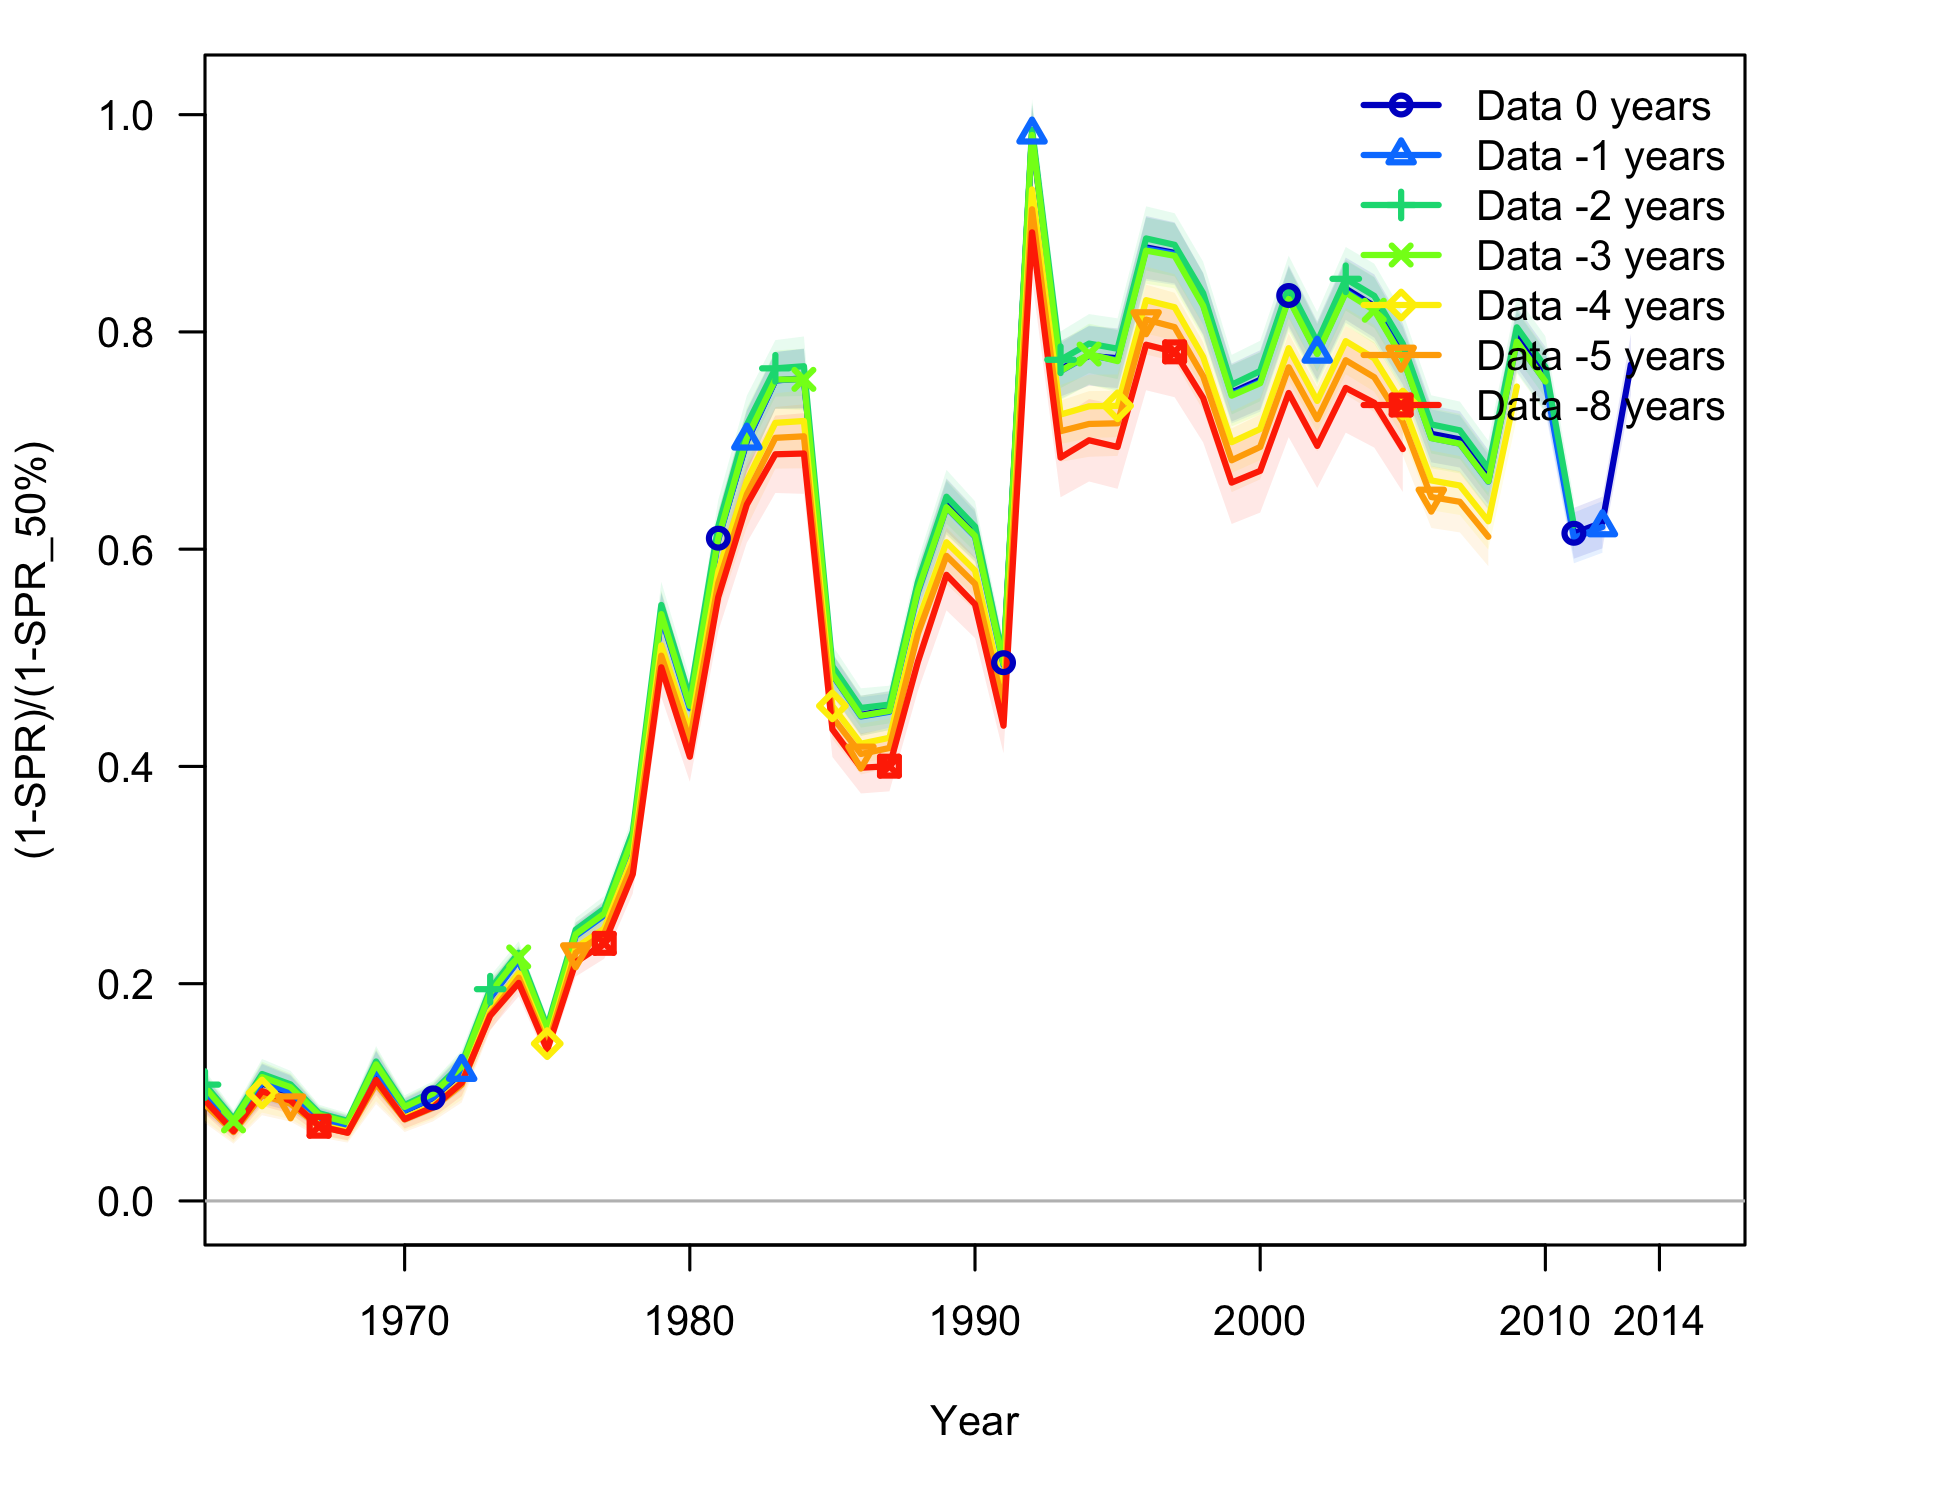 (1-SPR)/(1-SPR_50%)
1.0
0.8
0.6
0.4
0.2
0.0
Data 0 years
Data -1 years
Data -2 years
Data -3 years
Data -4 years
Data -5 years
Data -8 years
1970 1980 1990 2000 2010 2014
Year